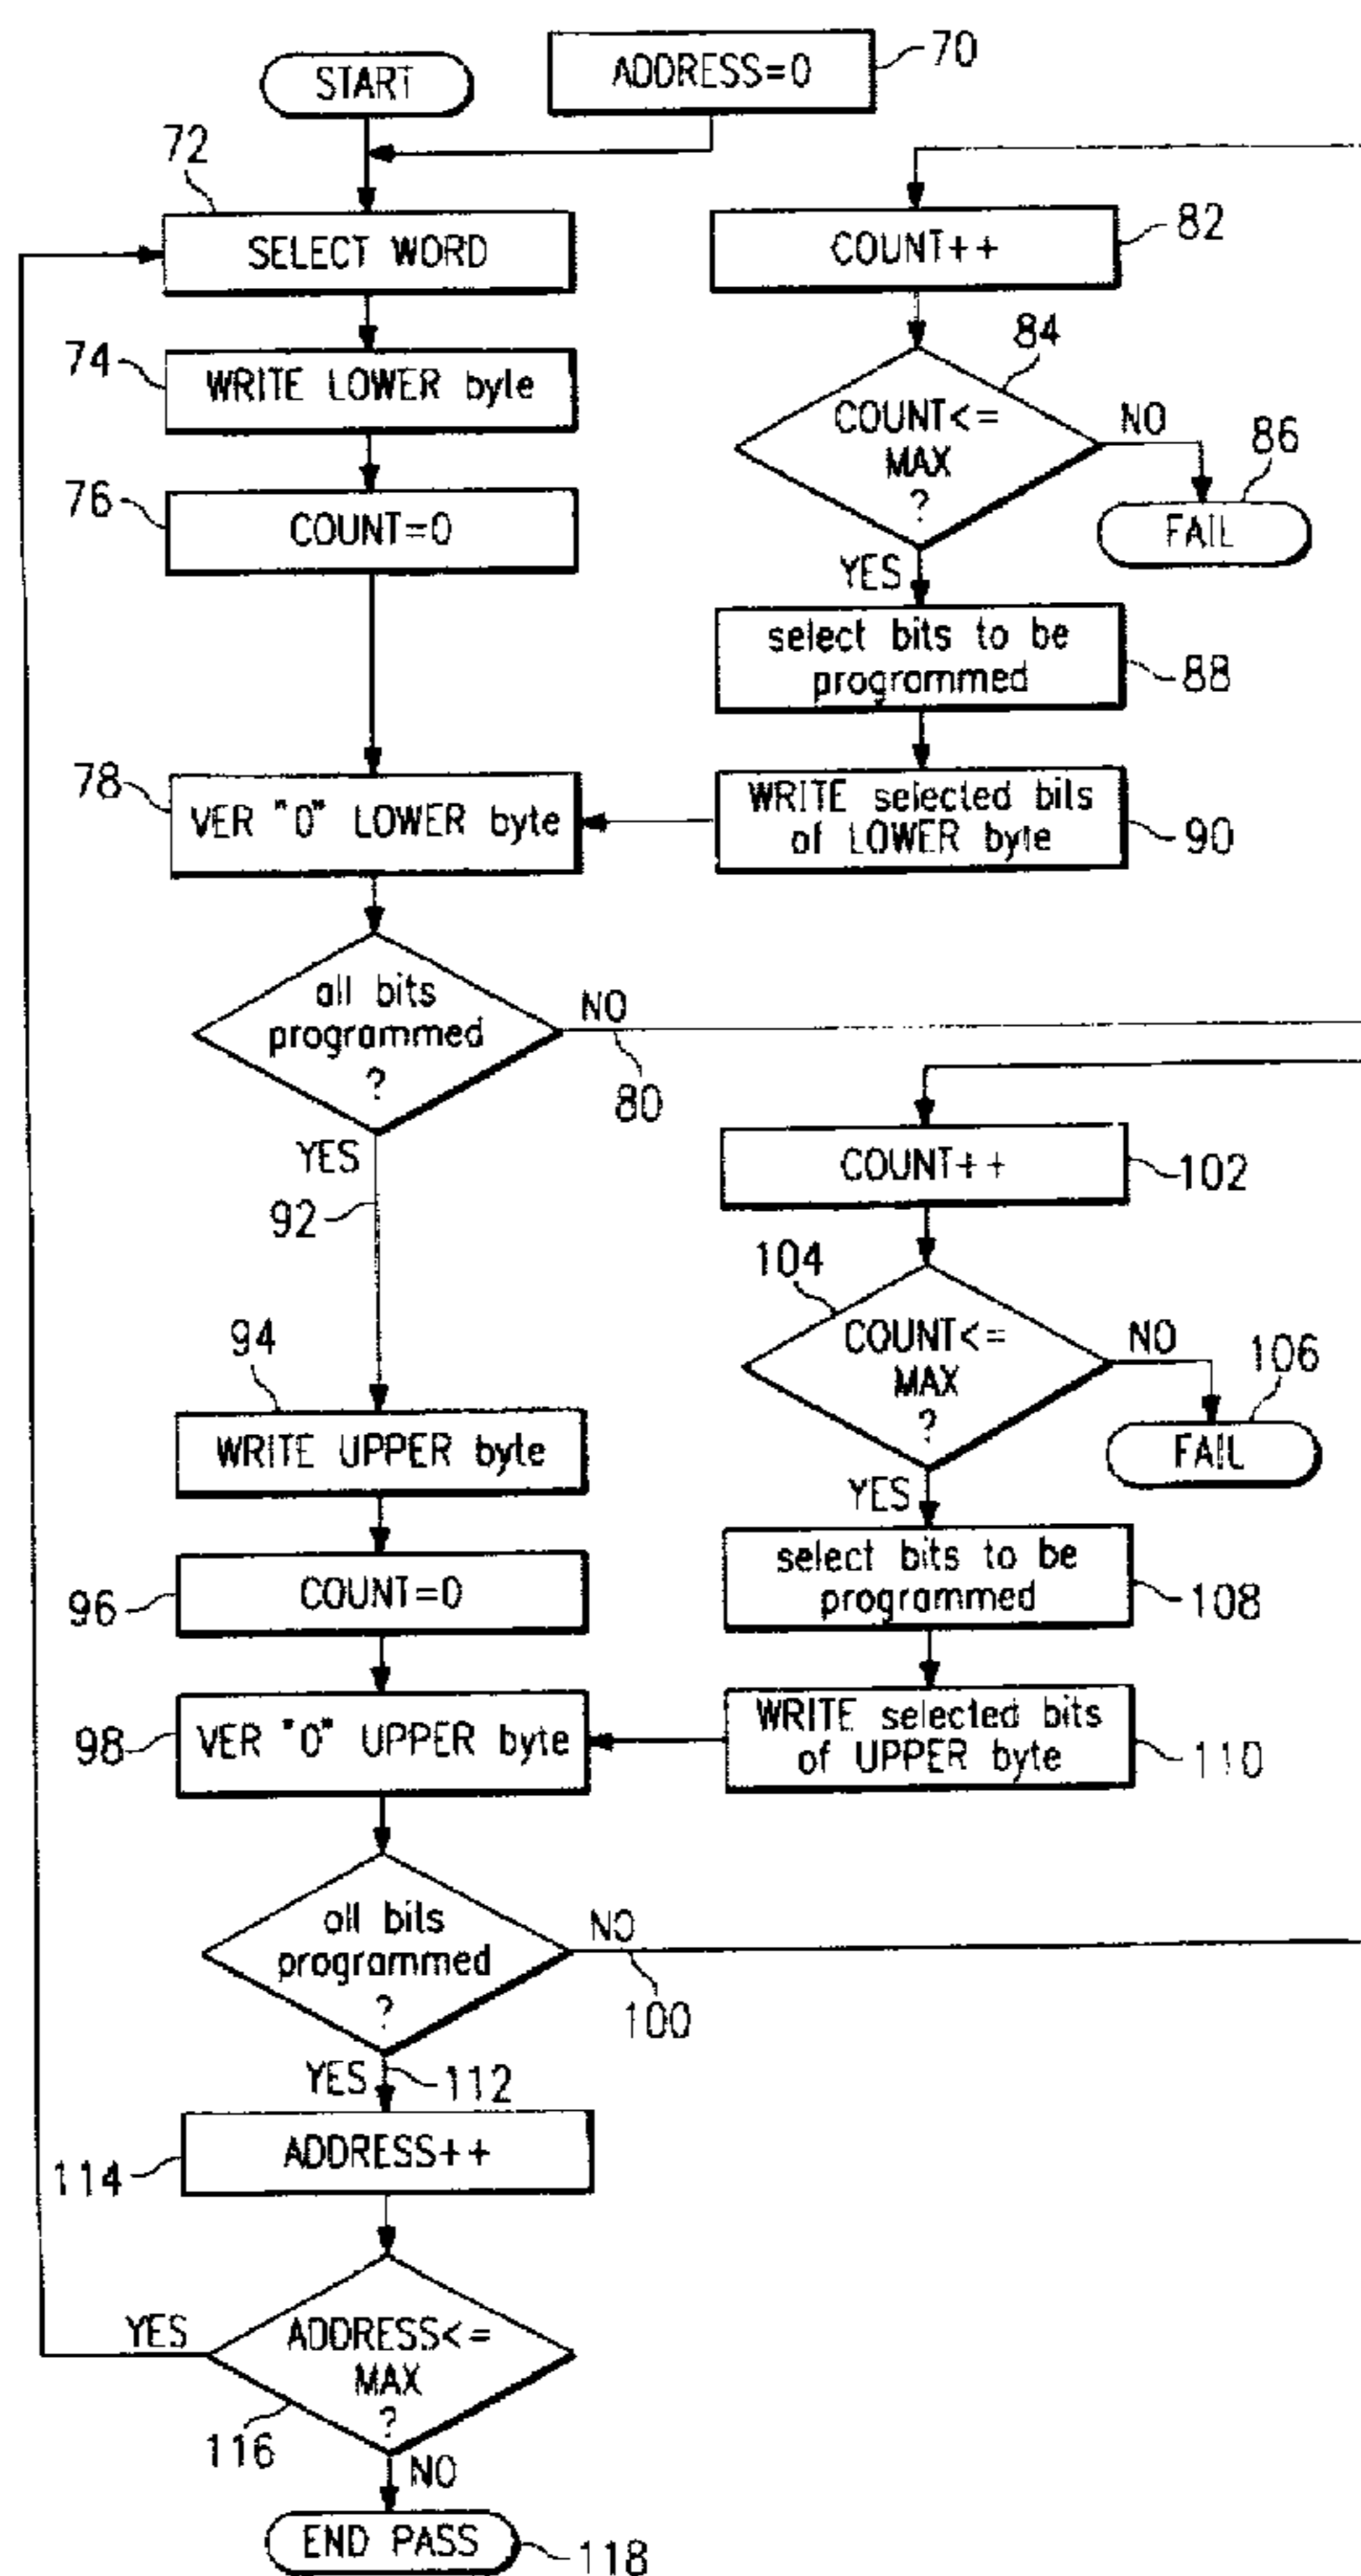 START
ADDRESS=0
70
72
SELECT WORD
COUNT++
82
74
WRITE LOWER byte
84
COUNT<=
MAX
?
NO
86
FAIL
76
COUNT=0
YES
select bits to be
programmed
88
78
VER "0" LOWER byte
WRITE selected bits
of LOWER byte
90
all bits
programmed
?
NO
80
YES
92
COUNT++
102
104
COUNT<=
MAX
?
NO
106
FAIL
94
WRITE UPPER byte
YES
96
COUNT=0
select bits to be
programmed
108
98
VER "0" UPPER byte
WRITE selected bits
of UPPER byte
110
all bits
programmed
?
NO
100
YES
112
114
ADDRESS++
YES
ADDRESS<=
MAX
?
116
NO
END PASS
118